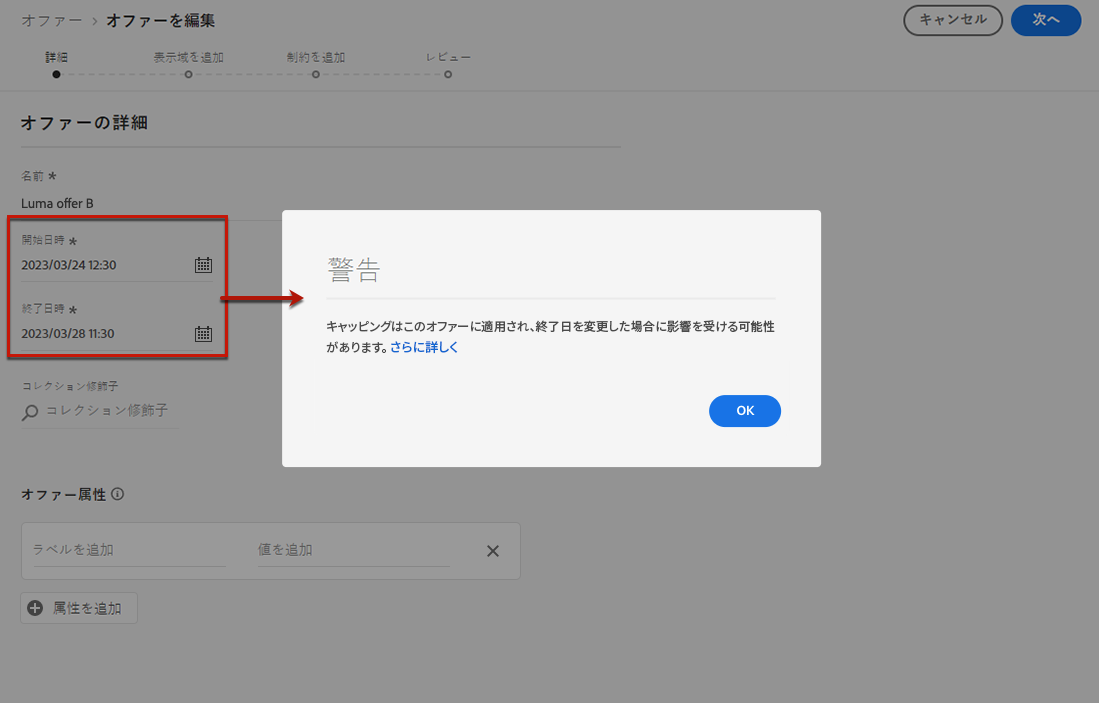 オファー > オファーを編集
キャンセル
次へ
詳細
表示域を追加
制約を追加
レビュー
オファーの詳細
名前 *
Luma offer B
開始日時 *
2023/03/24 12:30
終了日時 *
2023/03/28 11:30
コレクション修飾子
コレクション修飾子
オファー属性
ラベルを追加
値を追加
属性を追加
警告
キャッピングはこのオファーに適用され、終了日を変更した場合に影響を受ける可能性
があります。さらに詳しく
OK